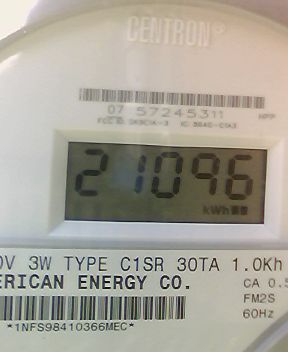 CENTRON®
07 57245311
21096
kWh
0V 3W TYPE C1SR 30TA 1.0Kh
ERICAN ENERGY CO.
CA 0.5
FM2S
60Hz
*1NFS98410366MEC*